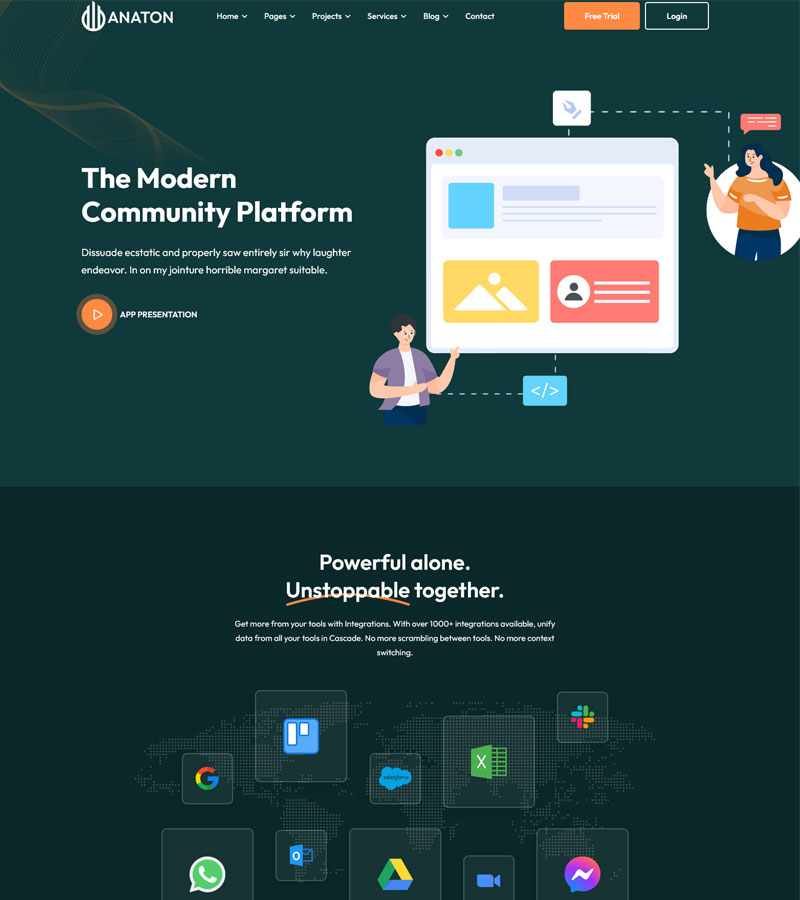 ANATON
Home
Pages
Projects
Services
Blog
Contact
Free Trial
Login
The Modern
Community Platform
Dissuade ecstatic and properly saw entirely sir why laughter
endeavor. In on my jointure horrible margaret suitable.
APP PRESENTATION
</>
Powerful alone.
Unstoppable together.
Get more from your tools with Integrations. With over 1000+ integrations available, unify
data from all your tools in Cascade. No more scrambling between tools. No more context
switching.
salesforce
X
O